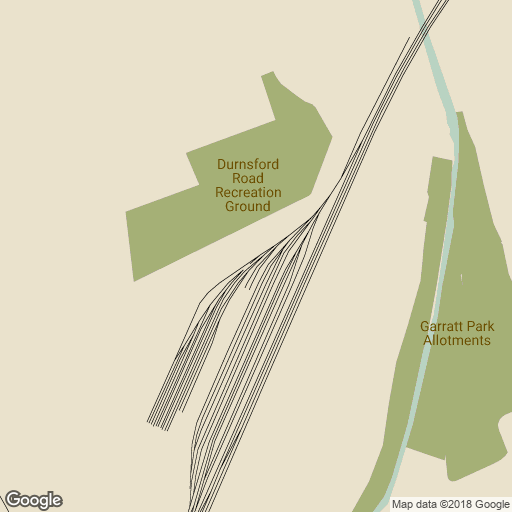 Durnsford
Road
Recreation
Ground
Garratt Park
Allotments
Google
Map data ©2018 Google